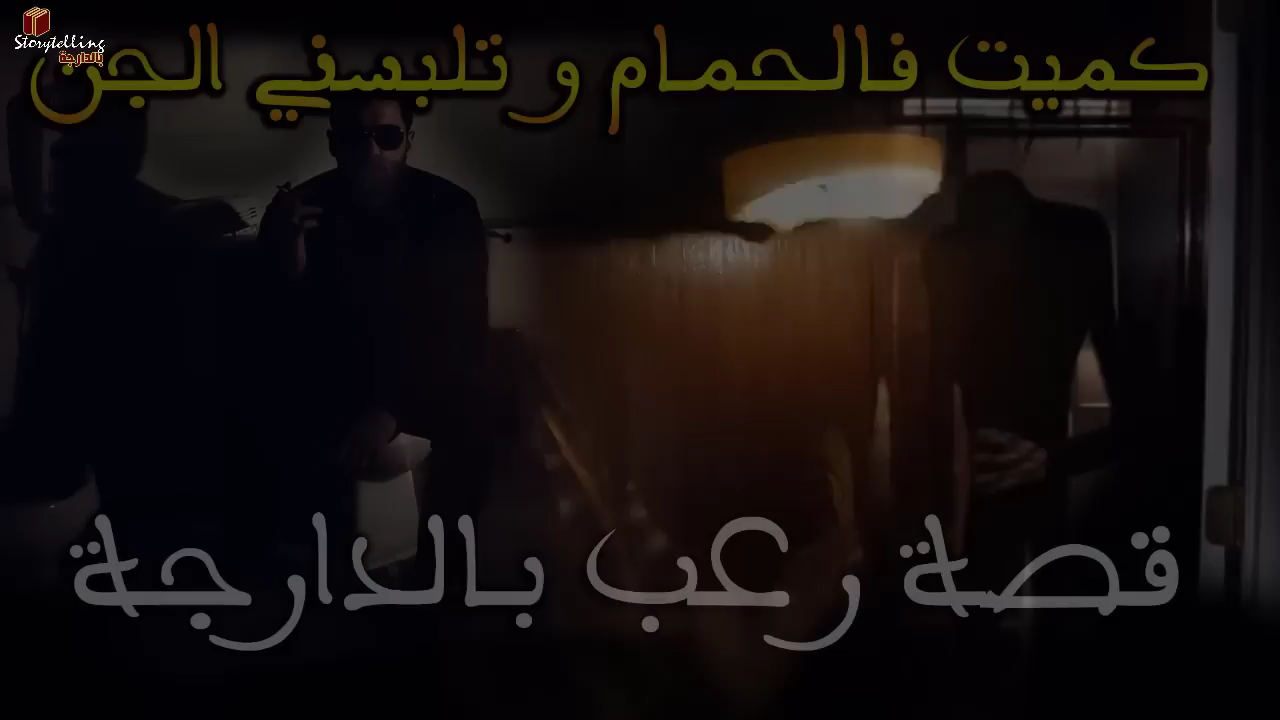 Storytelling
بالدارجة
كميت فالحمام و تلبسني الجن
قصة رعب بالدارجة